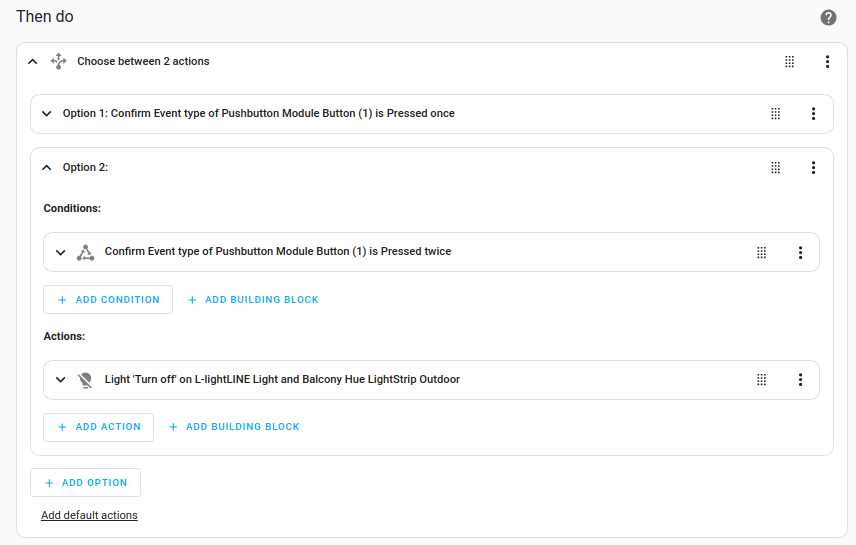 Then do
Choose between 2 actions
Option 1: Confirm Event type of Pushbutton Module Button (1) is Pressed once
Option 2:
Conditions:
Confirm Event type of Pushbutton Module Button (1) is Pressed twice
+ ADD CONDITION + ADD BUILDING BLOCK
Actions:
Light 'Turn off' on L-lightLINE Light and Balcony Hue LightStrip Outdoor
+ ADD ACTION + ADD BUILDING BLOCK
+ ADD OPTION
Add default actions